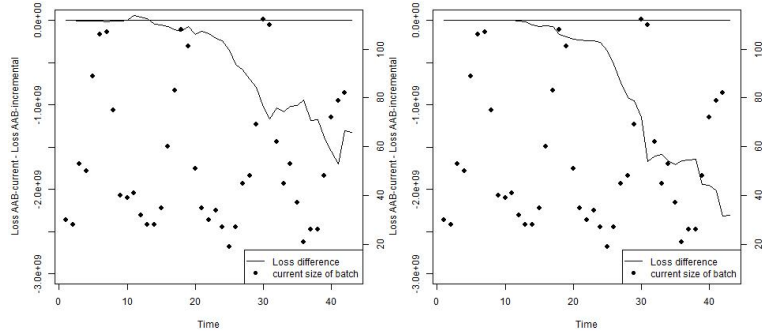 Loss AAB-current - Loss AAB-incremental
0.0e+00
-1.0e+09
-2.0e+09
-3.0e+09
100
80
60
40
20
Loss difference
current size of batch
0 10 20 30 40
Time
Loss AAB-current - Loss AAB-incremental
0.0e+00
-1.0e+09
-2.0e+09
-3.0e+09
100
80
60
40
20
Loss difference
current size of batch
0 10 20 30 40
Time